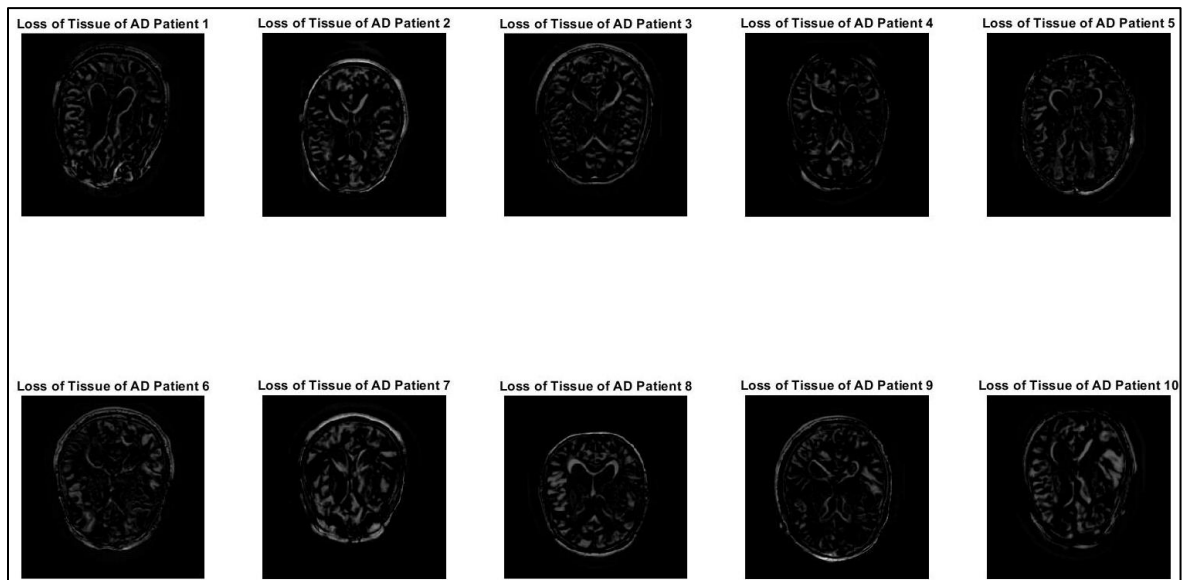 Loss of Tissue of AD Patient 1
Loss of Tissue of AD Patient 2
Loss of Tissue of AD Patient 3
Loss of Tissue of AD Patient 4
Loss of Tissue of AD Patient 5
Loss of Tissue of AD Patient 6
Loss of Tissue of AD Patient 7
Loss of Tissue of AD Patient 8
Loss of Tissue of AD Patient 9
Loss of Tissue of AD Patient 10